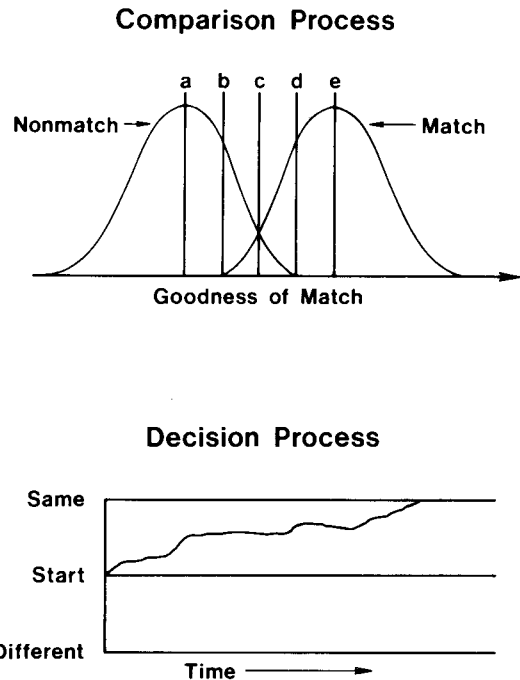 Comparison Process
a b c d e
Nonmatch
Match
Goodness of Match
Decision Process
Same
Start
Different
Time